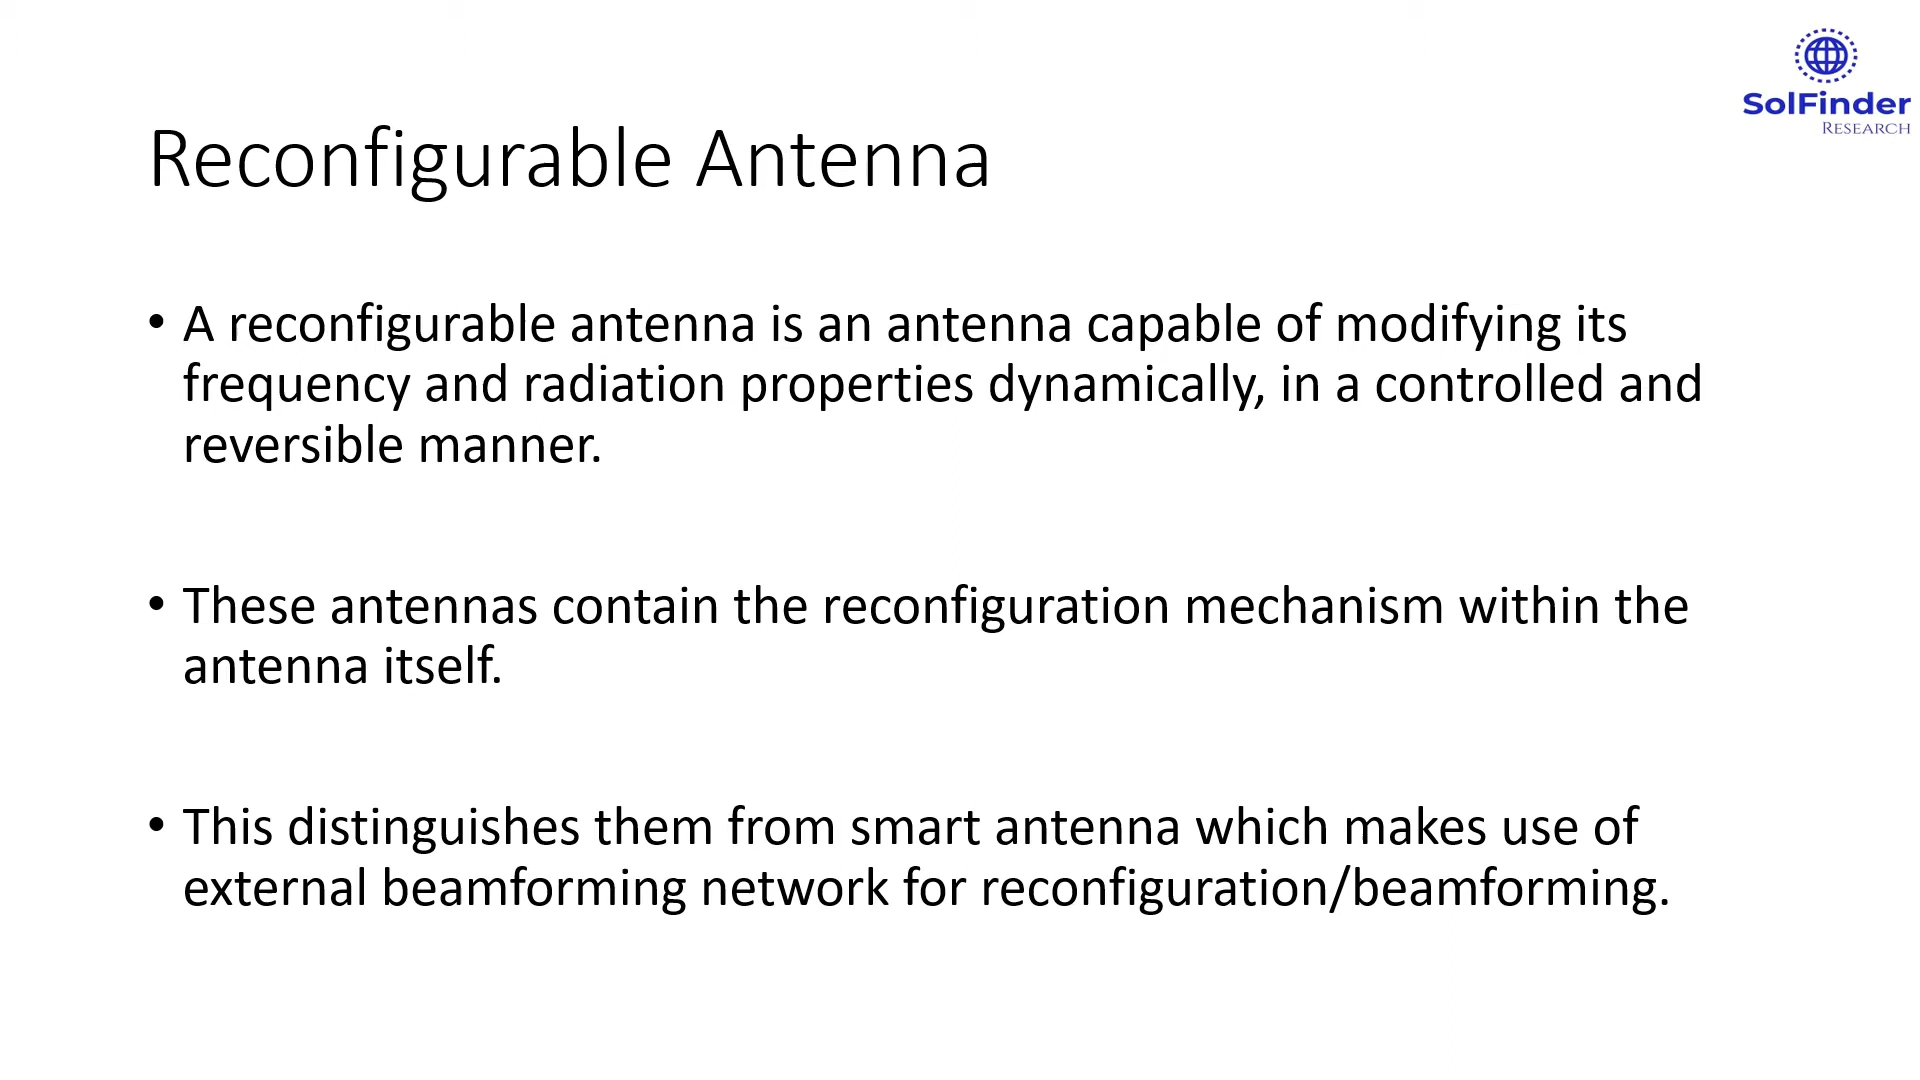 SolFinder
RESEARCH
Reconfigurable Antenna
• A reconfigurable antenna is an antenna capable of modifying its
frequency and radiation properties dynamically, in a controlled and
reversible manner.
• These antennas contain the reconfiguration mechanism within the
antenna itself.
• This distinguishes them from smart antenna which makes use of
external beamforming network for reconfiguration/beamforming.